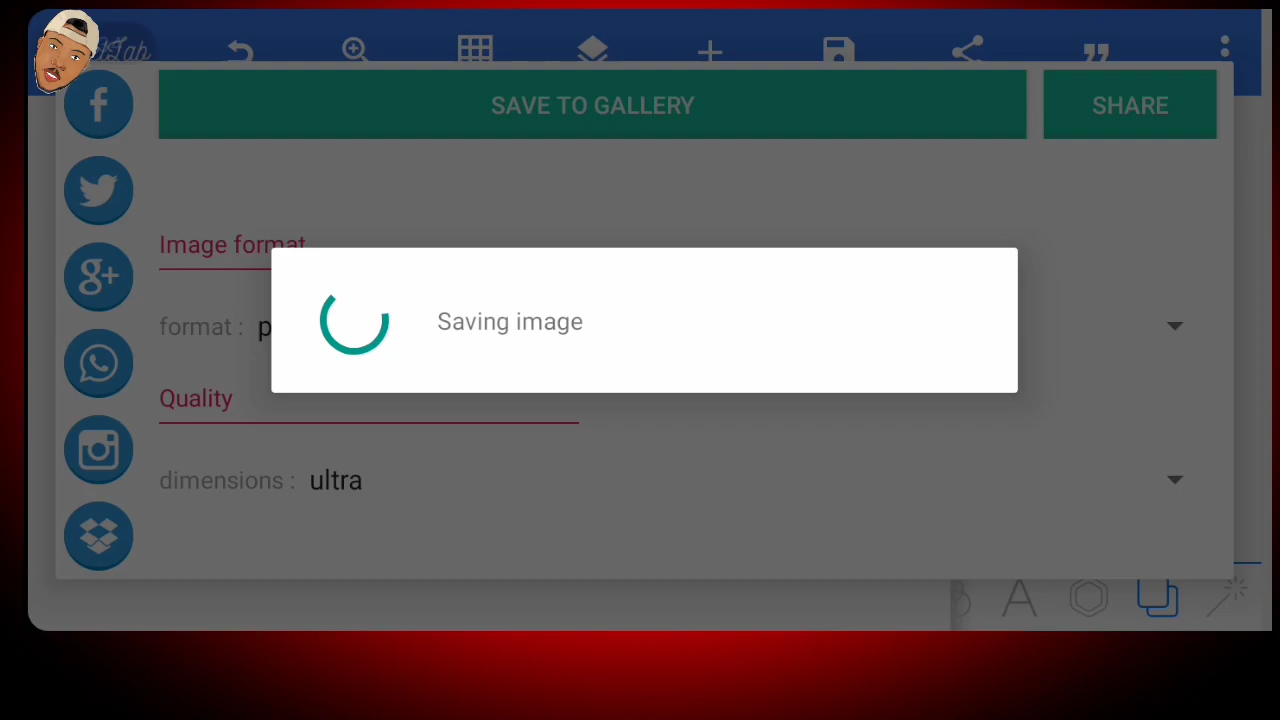 SAVE TO GALLERY
SHARE
Image format
format : p
Saving image
Quality
dimensions : ultra